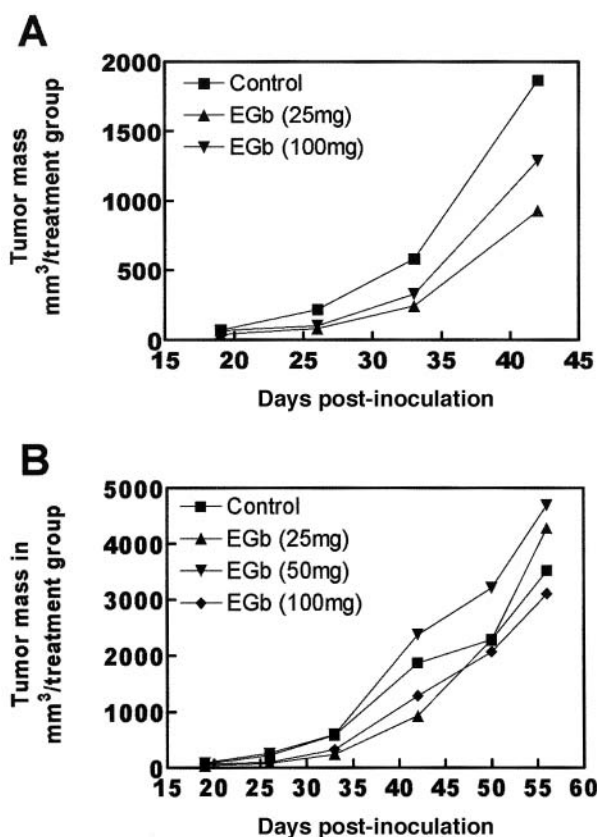 A
Tumor mass
mm³/treatment group
2000
1500
1000
500
0
Control
EGb (25mg)
EGb (100mg)
15 20 25 30 35 40 45
Days post-inoculation
B
Tumor mass in
mm³/treatment group
5000
4000
3000
2000
1000
0
Control
EGb (25mg)
EGb (50mg)
EGb (100mg)
15 20 25 30 35 40 45 50 55 60
Days post-inoculation